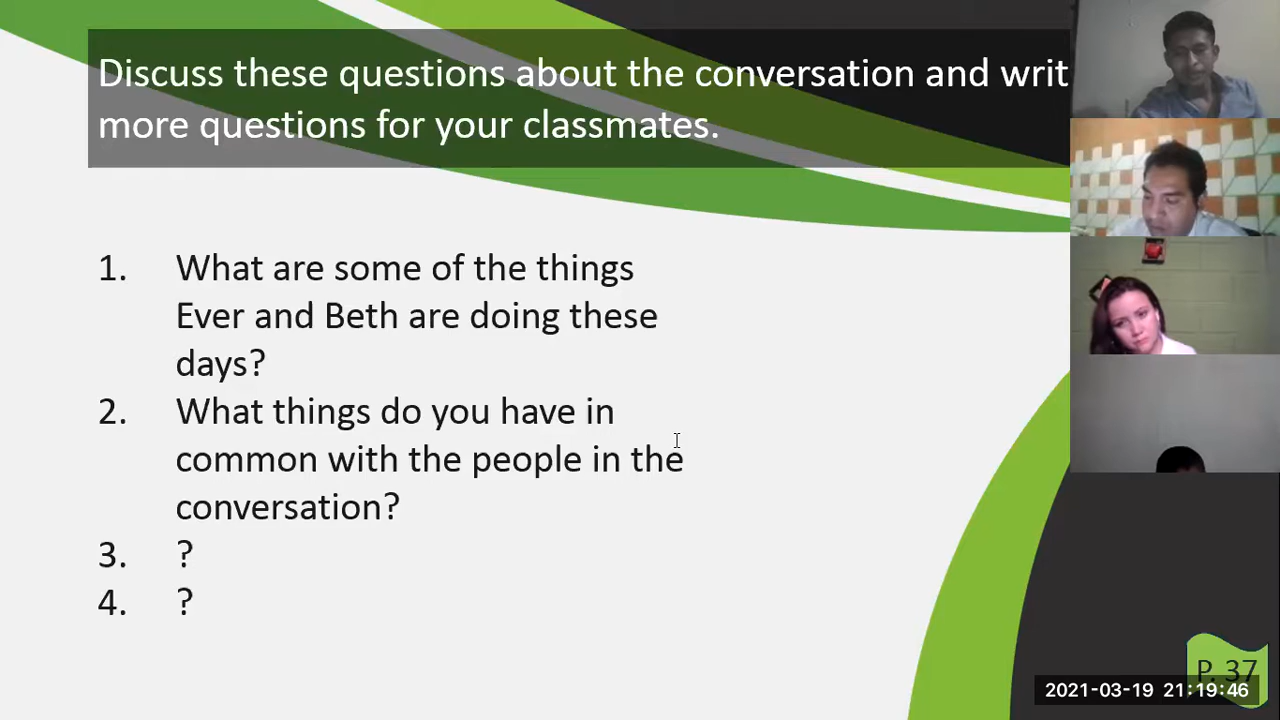 Discuss these questions about the conversation and writ
more questions for your classmates.
1. What are some of the things
Ever and Beth are doing these
days?
2. What things do you have in
common with the people in the
conversation?
3. ?
4. ?
P. 37
2021-03-19 21:19:46